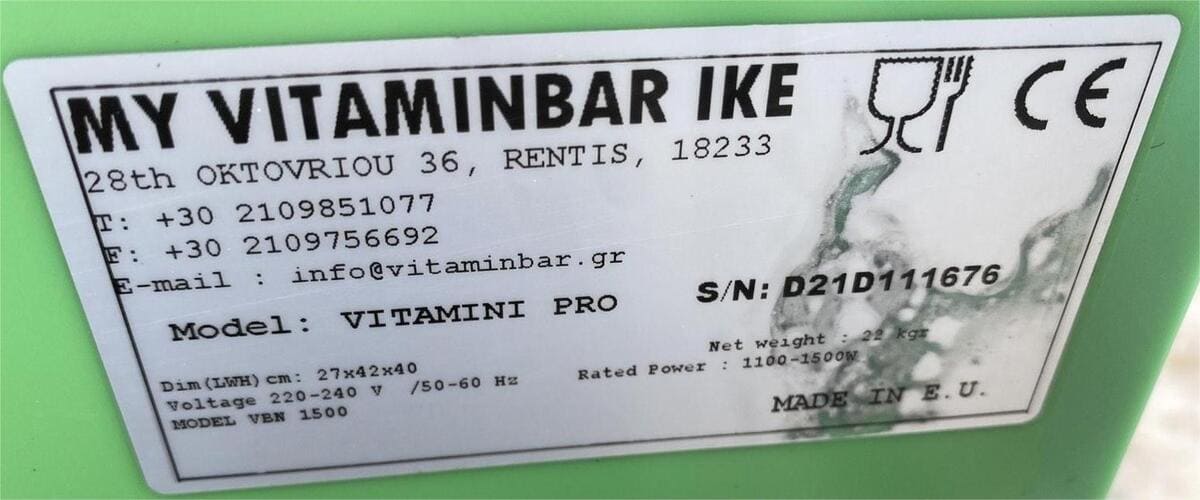 MY VITAMINBAR IKE
CE
28th OKTOVRIOU 36, RENTIS, 18233
T: +30 2109851077
F: +30 2109756692
E-mail : info@vitaminbar.gr
S/N: D21D111676
Model: VITAMINI PRO
Net weight : 22 kgr
Dim(LWH)cm: 27x42x40
Rated Power : 1100-1500W
Voltage 220-240 V /50-60 Hz
MADE IN E.U.
MODEL VBN 1500